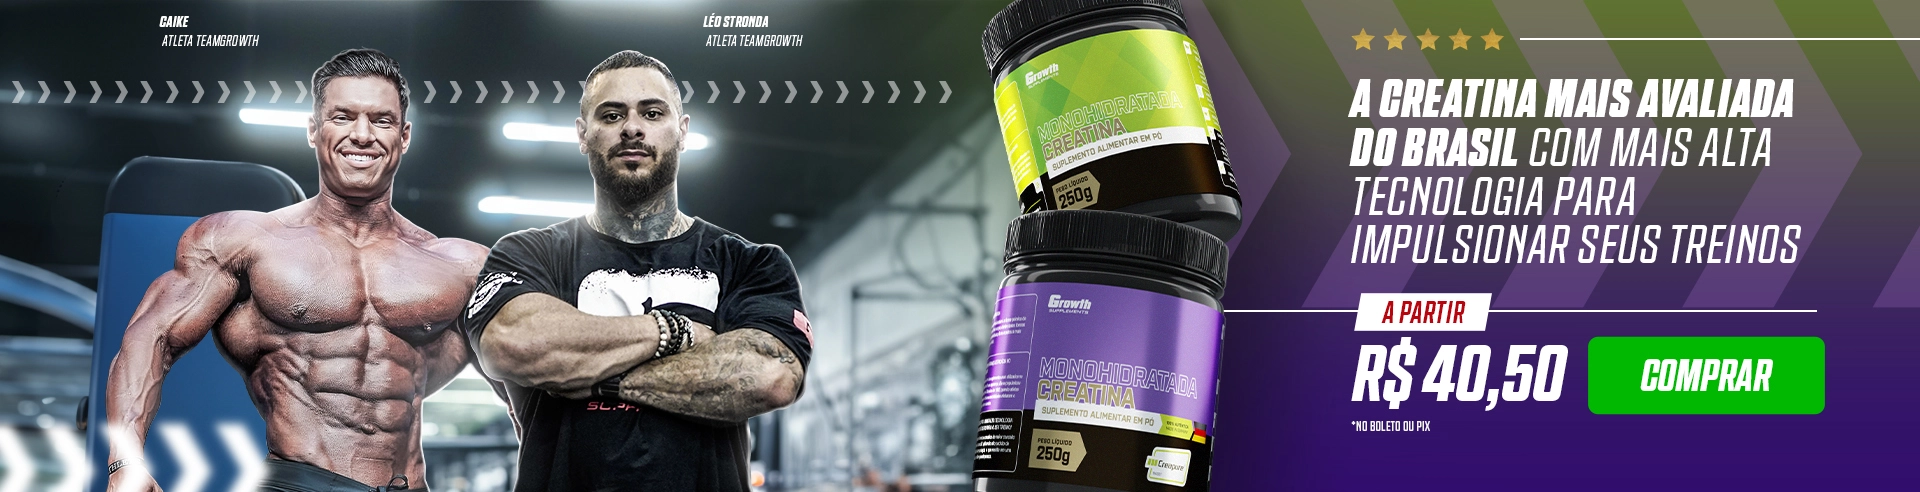 CAIKE
ATLETA TEAMGROWTH
LÉO STRONDA
ATLETA TEAMGROWTH
Growth
SUPPLEMENTS
MONOHIDRATADA
CREATINA
SUPLEMENTO ALIMENTAR EM PÓ
PESO LÍQUIDO
250g
Growth
SUPPLEMENTS
MONOHIDRATADA
CREATINA
SUPLEMENTO ALIMENTAR EM PÓ
PESO LÍQUIDO
250g
Creapure
A CREATINA MAIS AVALIADA
DO BRASIL COM MAIS ALTA
TECNOLOGIA PARA
IMPULSIONAR SEUS TREINOS
A PARTIR
R$ 40,50
COMPRAR
*NO BOLETO OU PIX